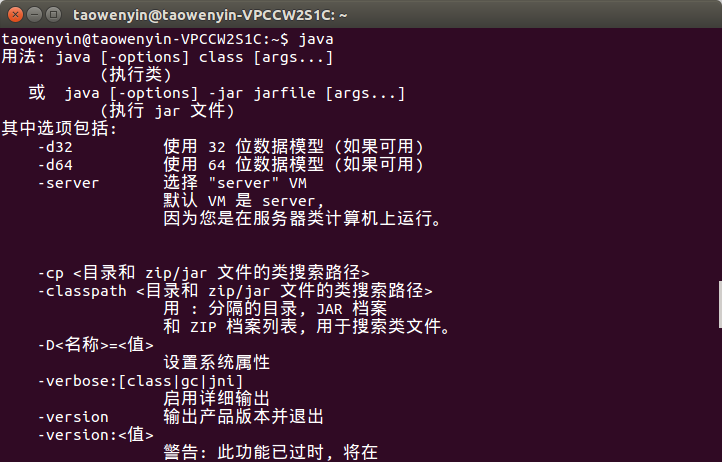 taowenyin@taowenyin-VPCCW2S1C: ~
taowenyin@taowenyin-VPCCW2S1C:~$ java
用法: java [-options] class [args...]
(执行类)
或 java [-options] -jar jarfile [args...]
(执行 jar 文件)
其中选项包括:
-d32 使用 32 位数据模型 (如果可用)
-d64 使用 64 位数据模型 (如果可用)
-server 选择 "server" VM
默认 VM 是 server,
因为您是在服务器类计算机上运行。
-cp <目录和 zip/jar 文件的类搜索路径>
-classpath <目录和 zip/jar 文件的类搜索路径>
用 : 分隔的目录, JAR 档案
和 ZIP 档案列表, 用于搜索类文件。
-D<名称>=<值>
设置系统属性
-verbose:[class|gc|jni]
启用详细输出
-version 输出产品版本并退出
-version:<值>
警告: 此功能已过时, 将在